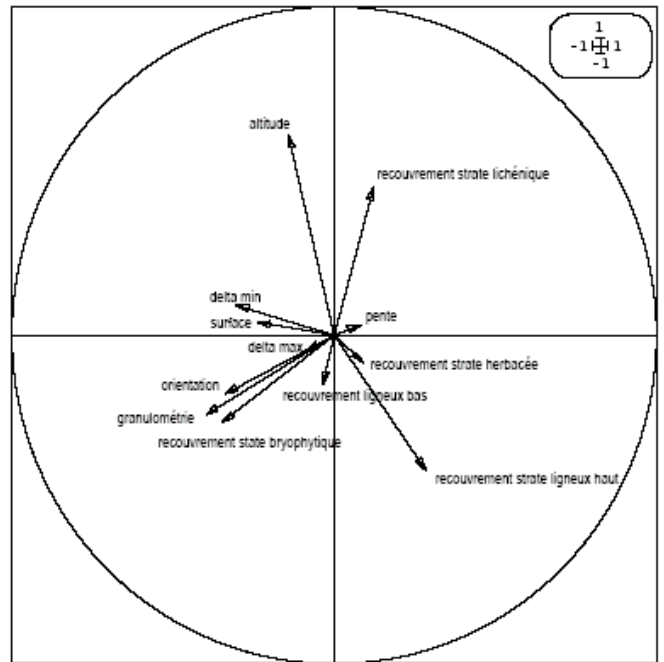 1
-1 1
-1
altitude
recouvrement strate lichénique
delta min
surface
pente
delta max
recouvrement strate herbacée
orientation
recouvrement ligneux bas
granulométrie
recouvrement state bryophytique
recouvrement strate ligneux haut